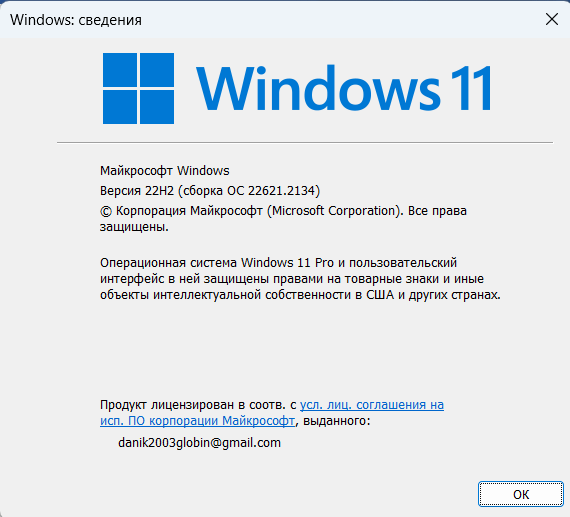 Windows: сведения
Windows 11
Майкрософт Windows
Версия 22H2 (сборка ОС 22621.2134)
© Корпорация Майкрософт (Microsoft Corporation). Все права
защищены.
Операционная система Windows 11 Pro и пользовательский
интерфейс в ней защищены правами на товарные знаки и иные
объекты интеллектуальной собственности в США и других странах.
Продукт лицензирован в соотв. с усл. лиц. соглашения на
исп. ПО корпорации Майкрософт, выданного:
danik2003globin@gmail.com
ОК